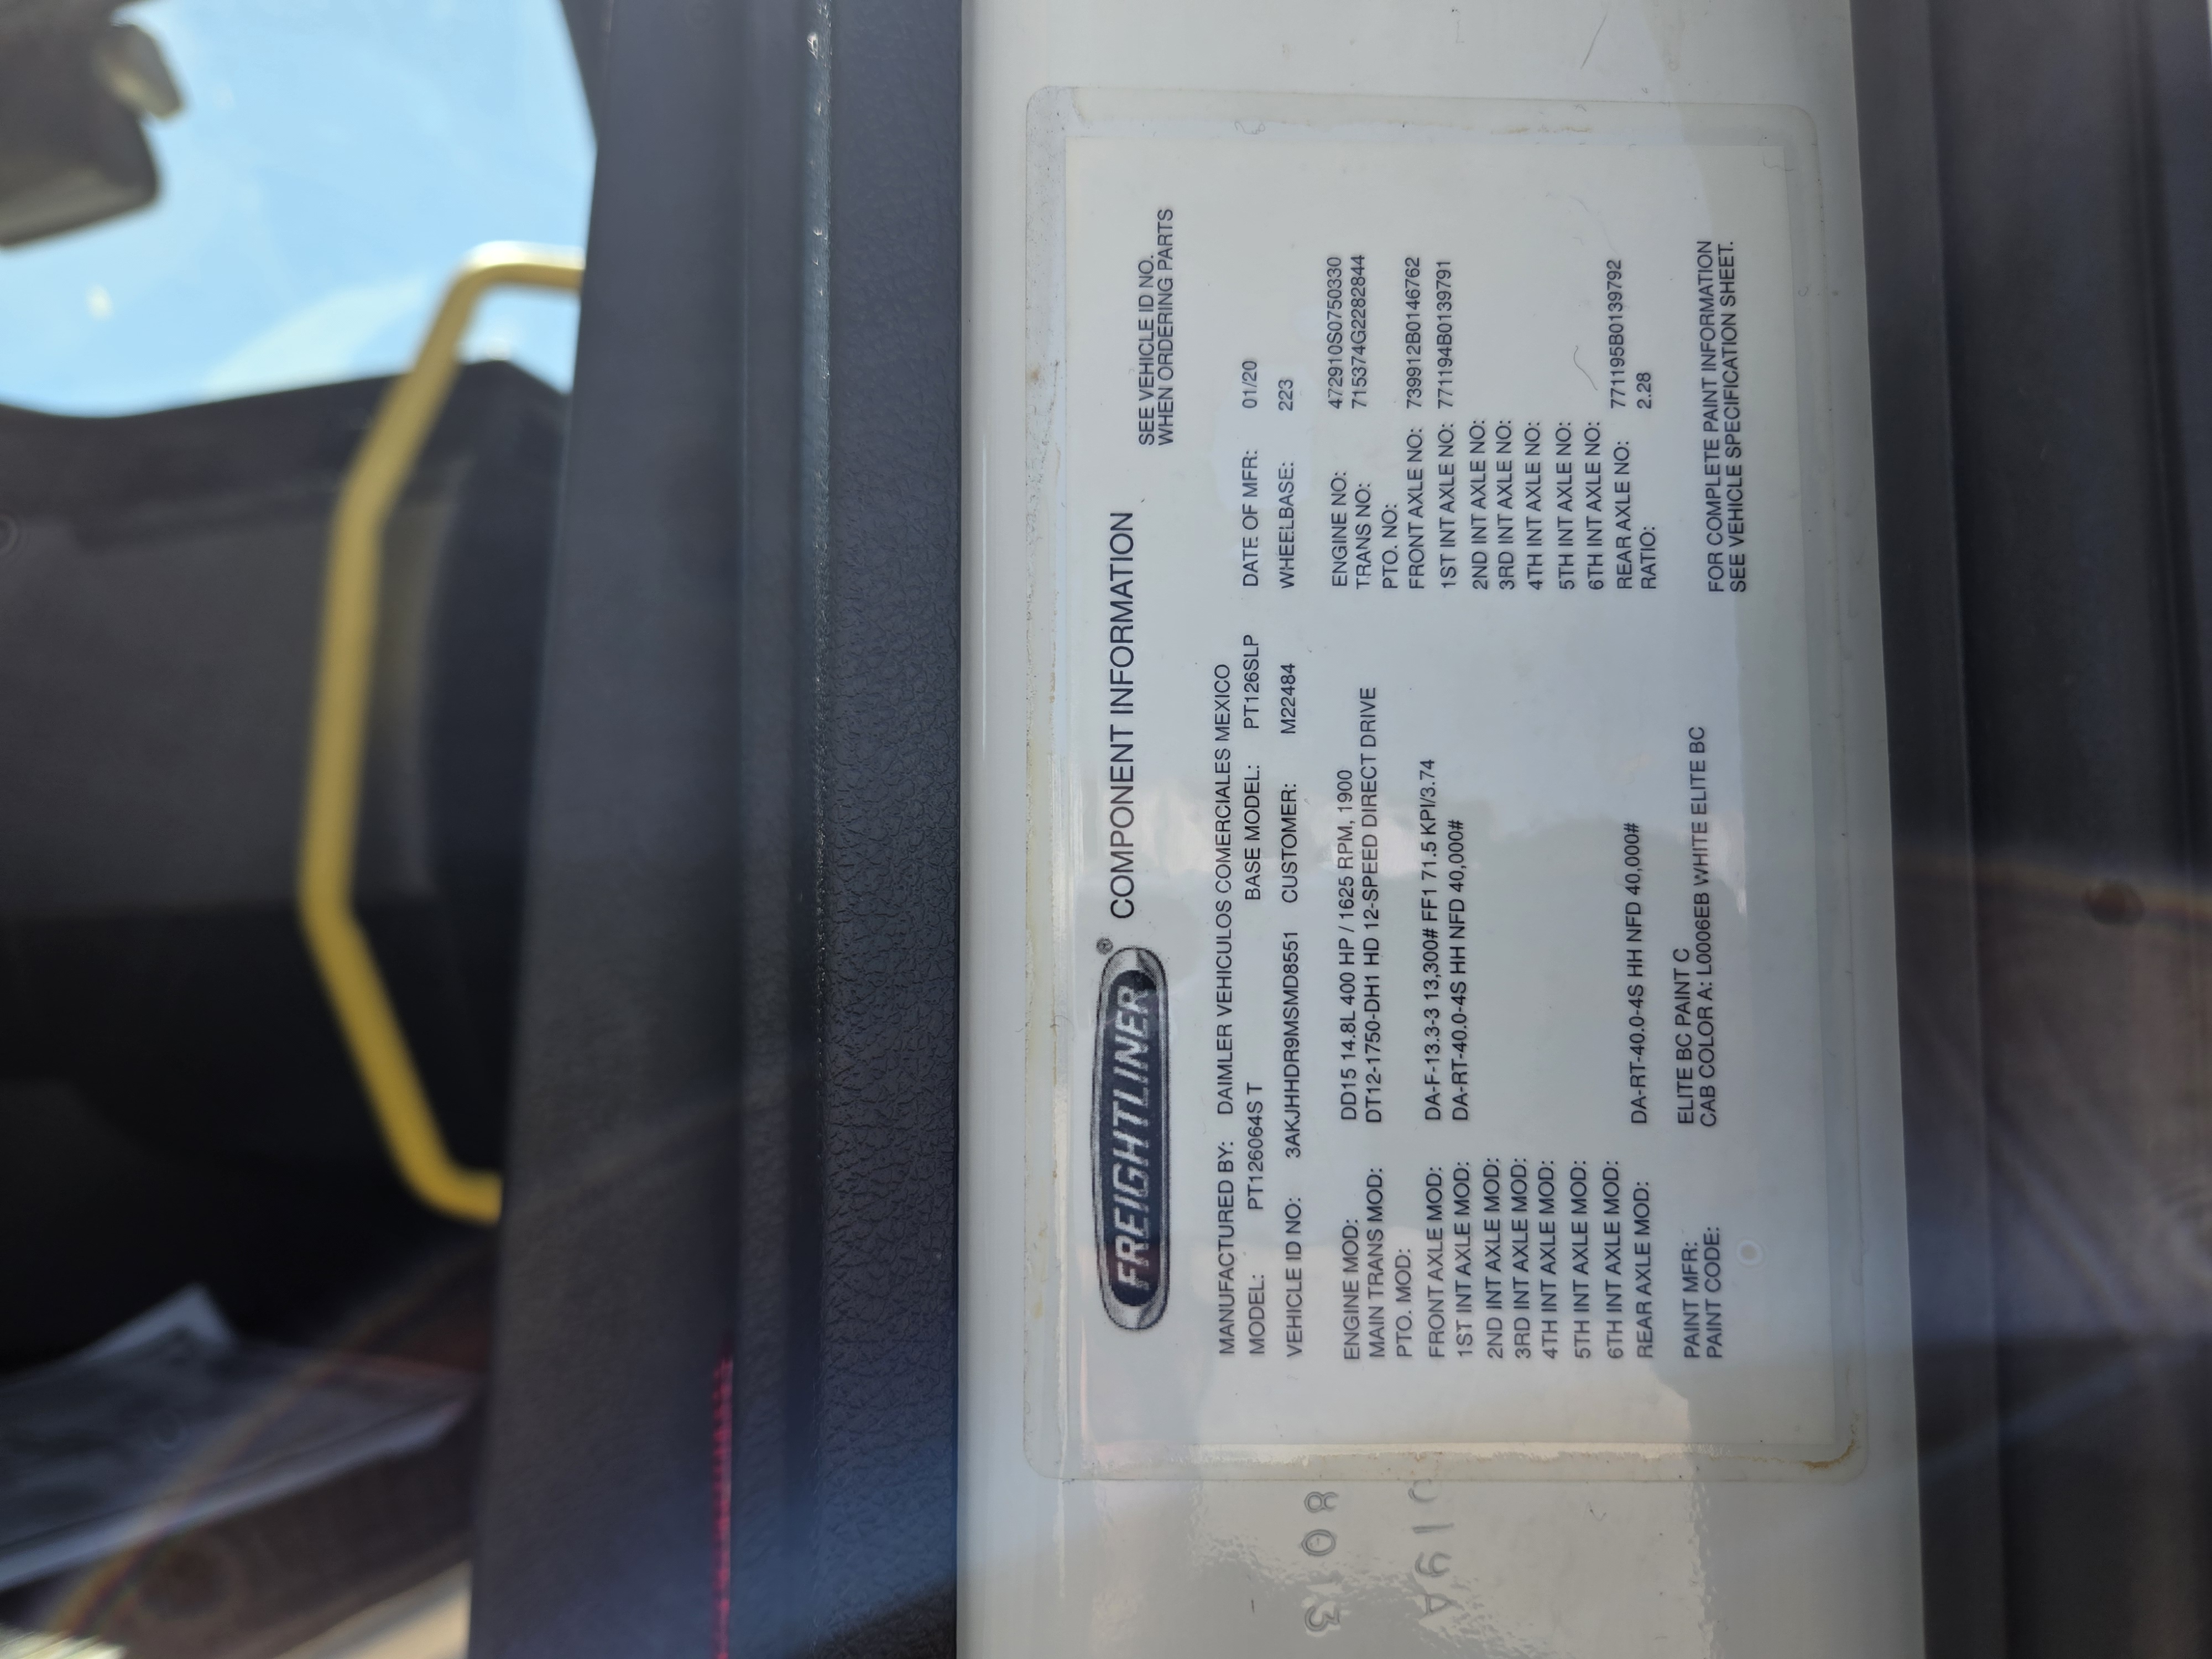 FREIGHTLINER® COMPONENT INFORMATION
SEE VEHICLE ID NO.
WHEN ORDERING PARTS
MANUFACTURED BY: DAIMLER VEHICULOS COMERCIALES MEXICO
MODEL: PT126064S T BASE MODEL: PT126SLP DATE OF MFR: 01/20
VEHICLE ID NO: 3AKJHHDR9MSMD8551 CUSTOMER: M22484 WHEELBASE: 223
ENGINE MOD: DD15 14.8L 400 HP / 1625 RPM, 1900 ENGINE NO: 472910S0750330
MAIN TRANS MOD: DT12-1750-DH1 HD 12-SPEED DIRECT DRIVE TRANS NO: 715374G2282844
PTO. MOD: PTO. NO:
FRONT AXLE MOD: DA-F-13.3-3 13,300# FF1 71.5 KPI/3.74 FRONT AXLE NO: 739912B0146762
1ST INT AXLE MOD: DA-RT-40.0-4S HH NFD 40,000# 1ST INT AXLE NO: 771194B0139791
2ND INT AXLE MOD: 2ND INT AXLE NO:
3RD INT AXLE MOD: 3RD INT AXLE NO:
4TH INT AXLE MOD: 4TH INT AXLE NO:
5TH INT AXLE MOD: 5TH INT AXLE NO:
6TH INT AXLE MOD: 6TH INT AXLE NO:
REAR AXLE MOD: DA-RT-40.0-4S HH NFD 40,000# REAR AXLE NO: 771195B0139792
RATIO: 2.28
PAINT MFR: ELITE BC PAINT C
PAINT CODE: CAB COLOR A: L0006EB WHITE ELITE BC
FOR COMPLETE PAINT INFORMATION
SEE VEHICLE SPECIFICATION SHEET.